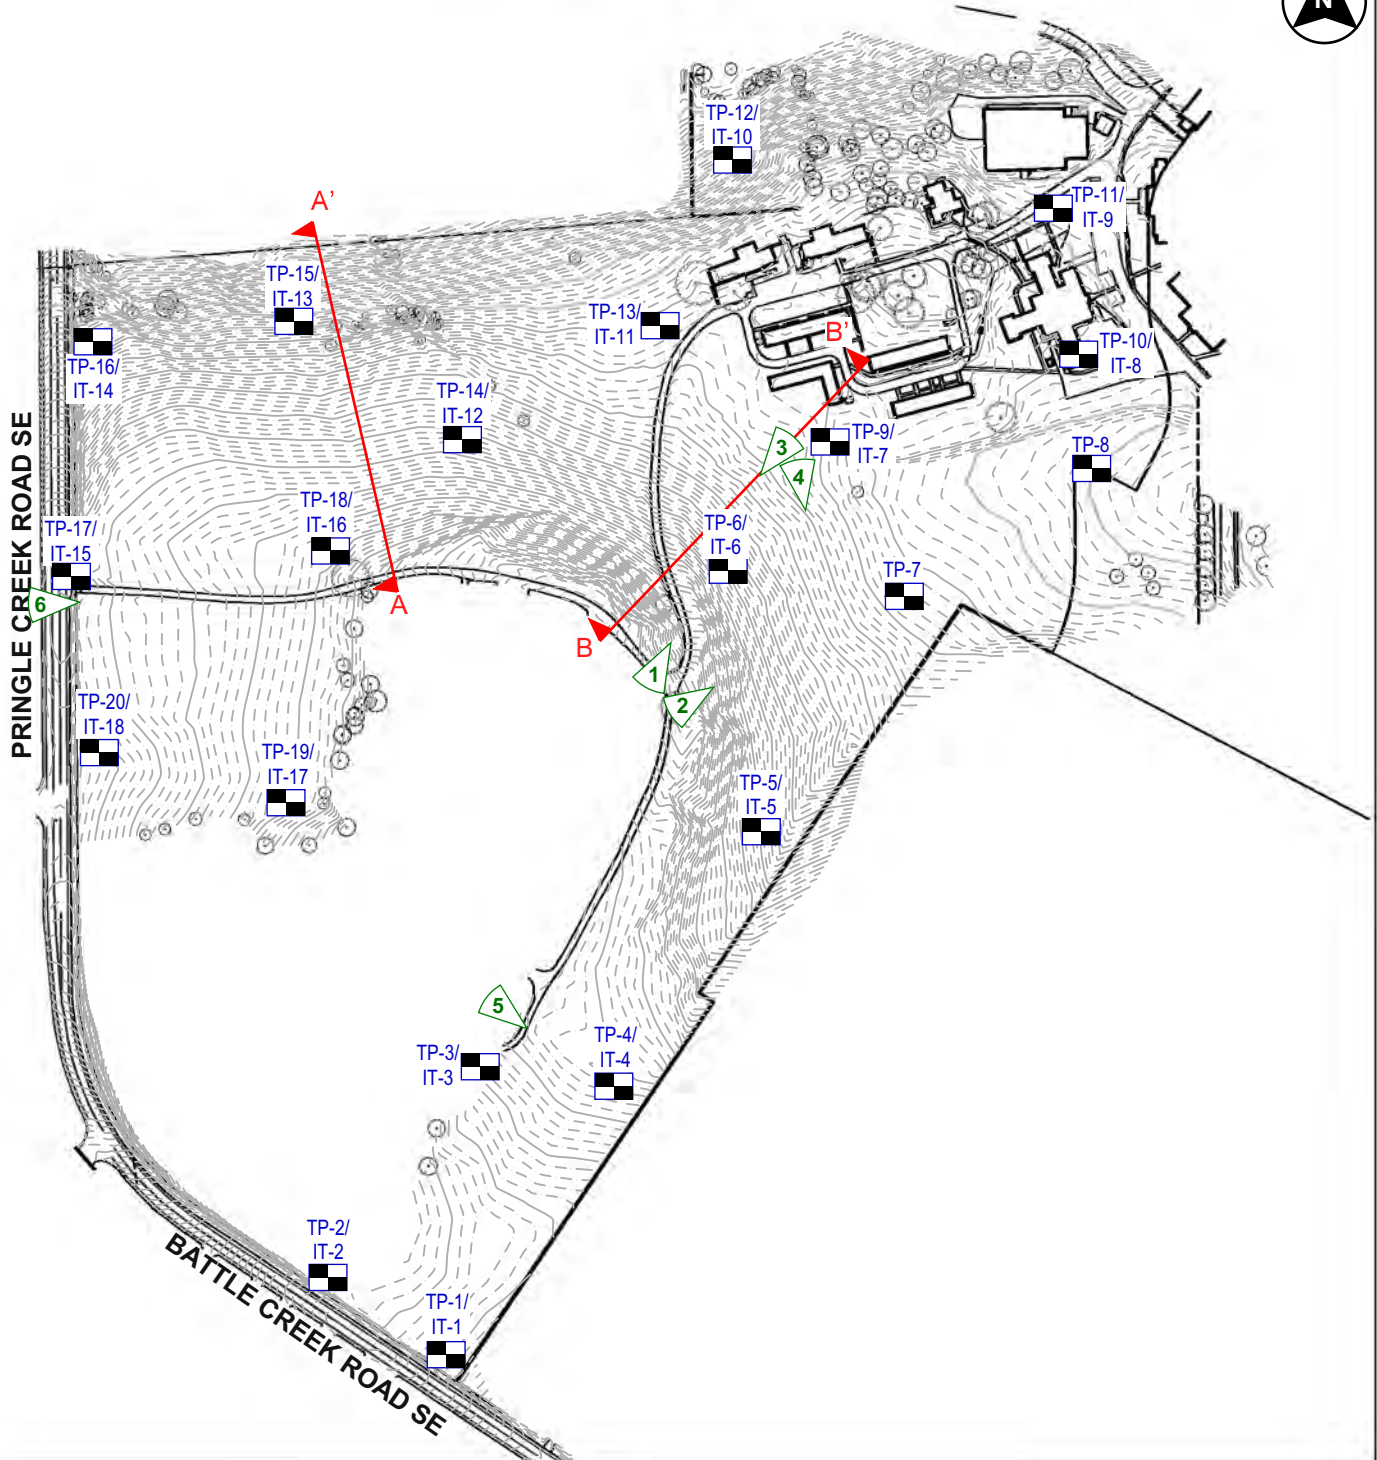 N
TP-12/
IT-10
TP-11/
IT-9
A'
TP-15/
IT-13
TP-13/
IT-11
B'
TP-10/
IT-8
TP-16/
IT-14
TP-14/
IT-12
TP-9/
IT-7
3
4
TP-8
PRINGLE CREEK ROAD SE
TP-18/
IT-16
TP-17/
IT-15
TP-6/
IT-6
TP-7
6
A
B
1
2
TP-20/
IT-18
TP-19/
IT-17
TP-5/
IT-5
5
TP-3/
IT-3
TP-4/
IT-4
TP-2/
IT-2
TP-1/
IT-1
BATTLE CREEK ROAD SE